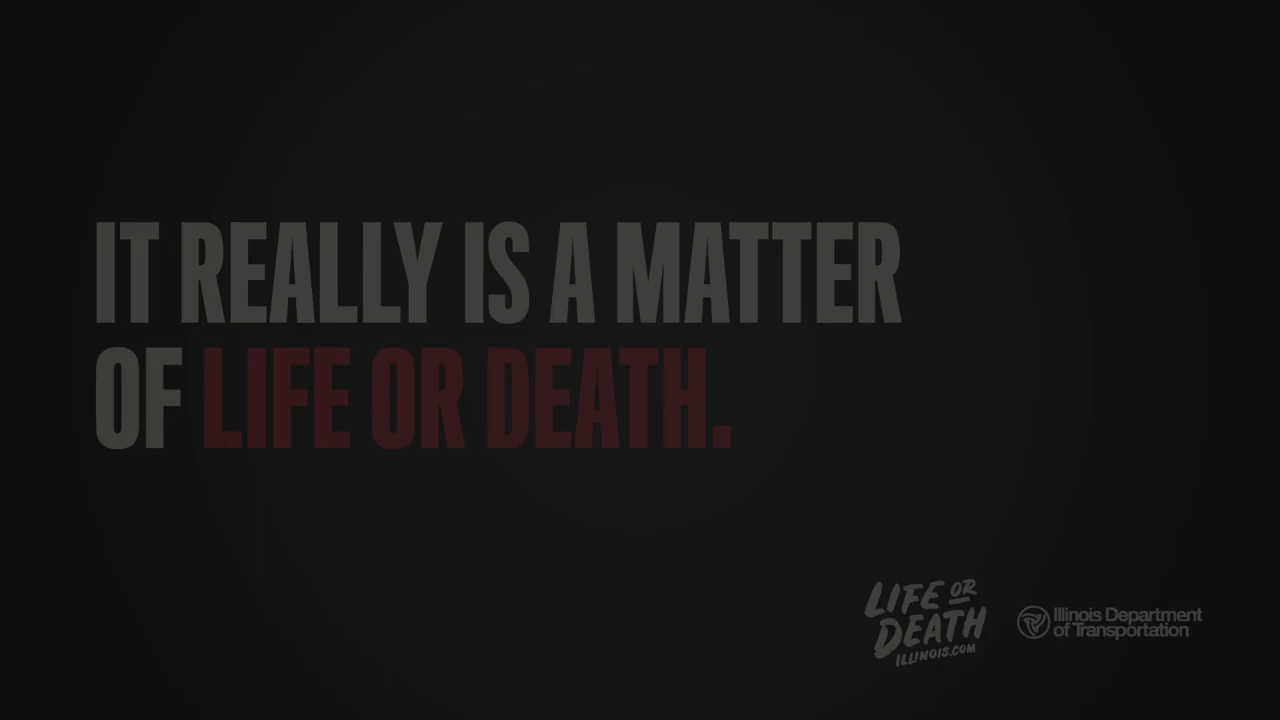 IT REALLY IS A MATTER
OF LIFE OR DEATH.
LIFE OR
DEATH
ILLINOIS.COM
Illinois Department
of Transportation